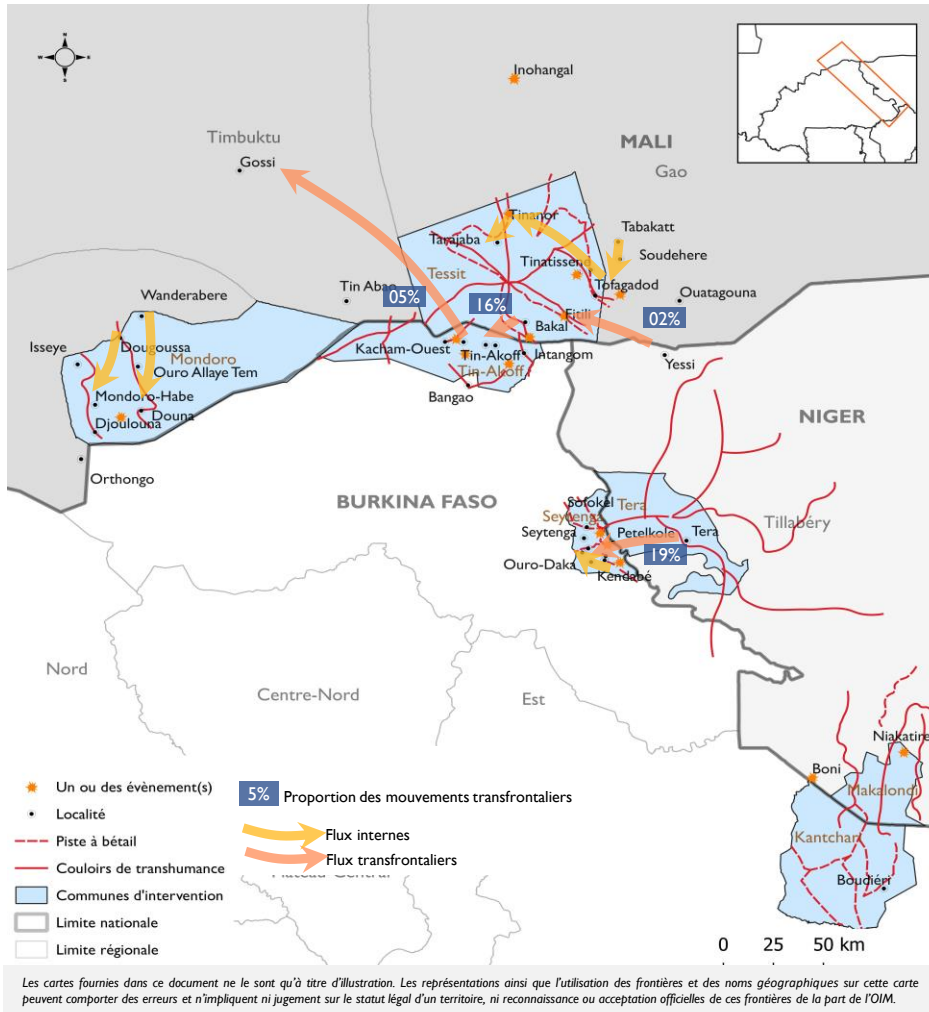 N
W E
S
Inohangal
Timbuktu
Gossi
MALI
Gao
Tinanor
Tabakatt
Tarajaba
Soudehere
Tinatissend
Tessit
Tofagadod
Tin Abao
Ouatagouna
Wanderabere
05%
16%
Fitili
02%
Bakal
Isseye
Dougoussa
Kacham-Ouest
Mondoro
Tin-Akoff
Intangom
Yessi
Ouro Allaye Tem
Tin-Akoff
Bangao
Mondoro-Habe
Douna
Djoulouna
NIGER
Orthongo
BURKINA FASO
Tera
Seytenga
Seytenga
Petelkole
Tera
Tillabéry
19%
Ouro-Daka
Kendabé
Nord
Centre-Nord
Est
Niakatire
Boni
Makalondi
Kantchari
Boudiéri
Un ou des évènement(s)
5% Proportion des mouvements transfrontaliers
Localité
Flux internes
Piste à bétail
Flux transfrontaliers
Couloirs de transhumance
Communes d'intervention
Limite nationale
Limite régionale
0 25 50 km
Les cartes fournies dans ce document ne le sont qu'à titre d'illustration. Les représentations ainsi que l'utilisation des frontières et des noms géographiques sur cette carte
peuvent comporter des erreurs et n'impliquent ni jugement sur le statut légal d'un territoire, ni reconnaissance ou acceptation officielles de ces frontières de la part de l'OIM.